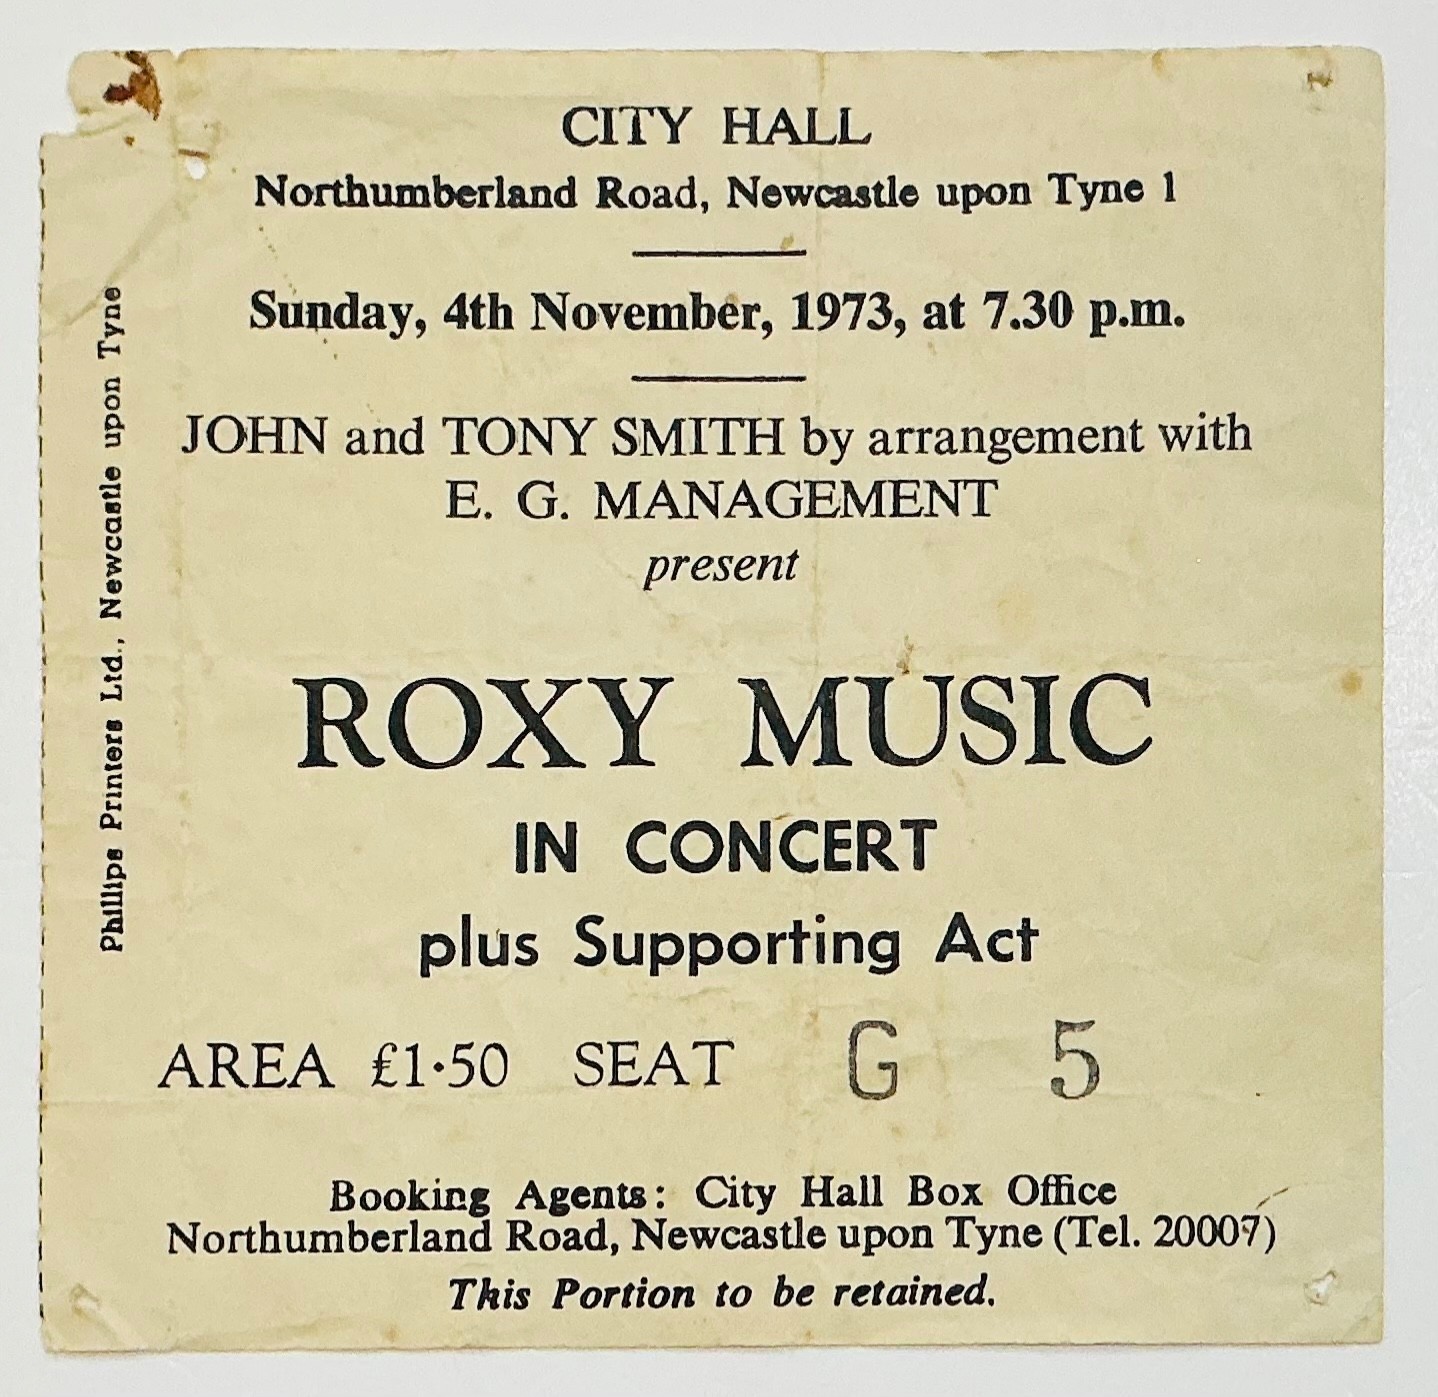 CITY HALL
Northumberland Road, Newcastle upon Tyne 1
Sunday, 4th November, 1973, at 7.30 p.m.
JOHN and TONY SMITH by arrangement with
E. G. MANAGEMENT
present
ROXY MUSIC
IN CONCERT
plus Supporting Act
AREA £1·50 SEAT G 5
Booking Agents: City Hall Box Office
Northumberland Road, Newcastle upon Tyne (Tel. 20007)
This Portion to be retained.
Phillips Printers Ltd., Newcastle upon Tyne